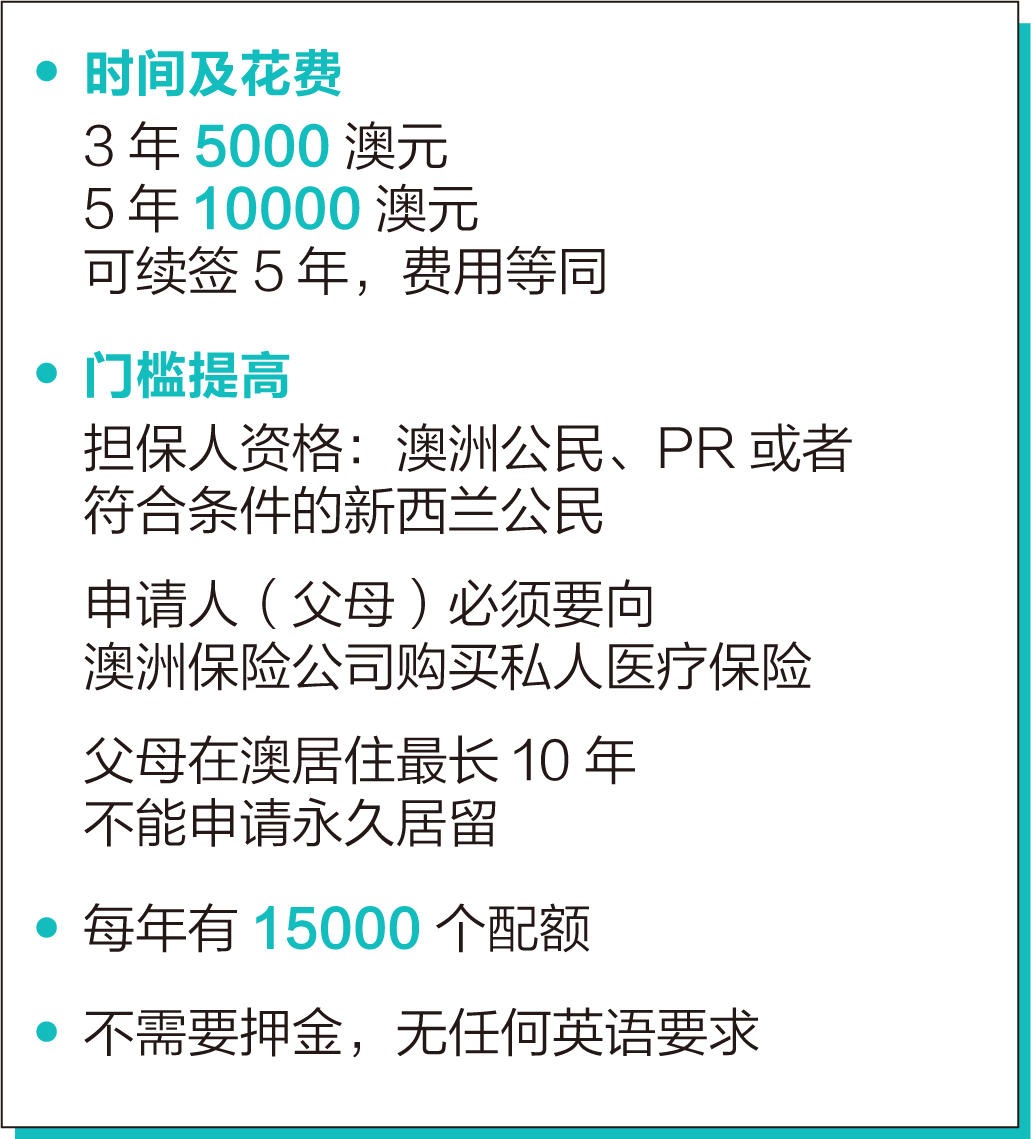 • 时间及花费
3 年 5000 澳元
5 年 10000 澳元
可续签 5 年，费用等同
• 门槛提高
担保人资格：澳洲公民、PR 或者
符合条件的新西兰公民
申请人（父母）必须要向
澳洲保险公司购买私人医疗保险
父母在澳居住最长 10 年
不能申请永久居留
• 每年有 15000 个配额
• 不需要押金，无任何英语要求